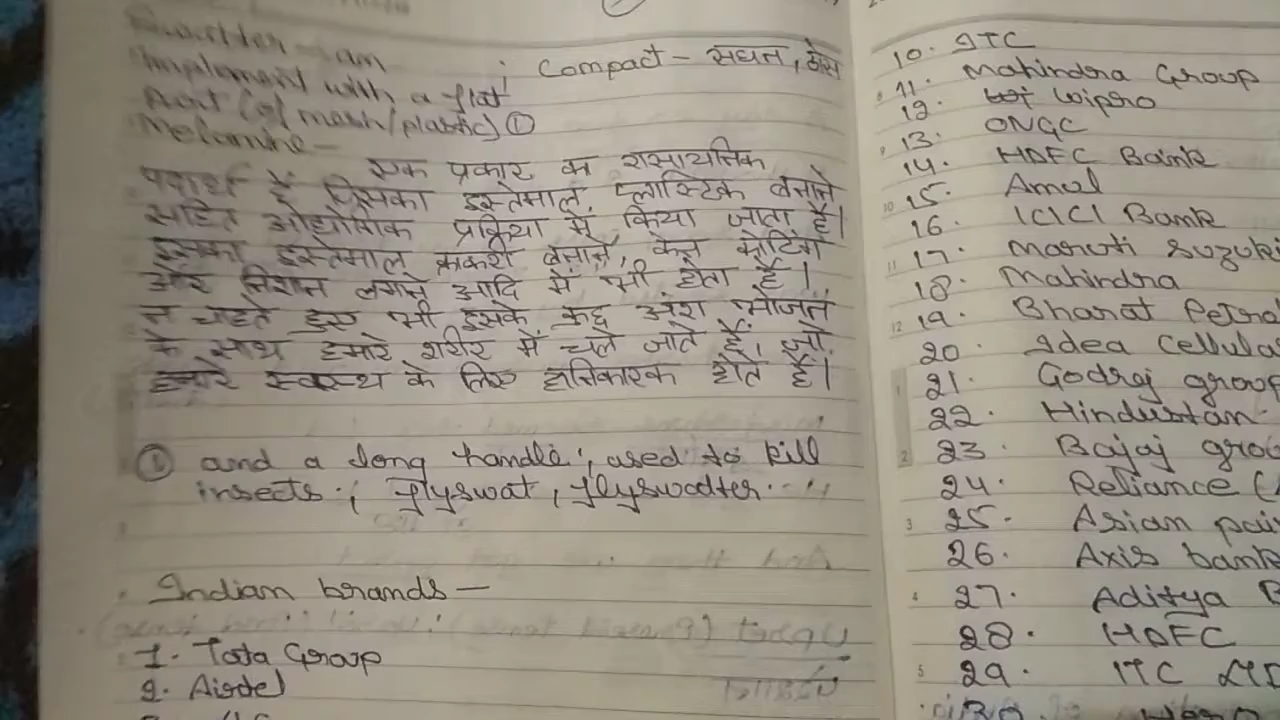 an ; Compact - सघन, ठोस
implement with a flat
part (of mesh/plastic) ①
Melamine -
एक प्रकार का रासायनिक
पदार्थ है जिसका इस्तेमाल, प्लास्टिक बनाने
सहित औद्योगिक प्रक्रिया में किया जाता है।
इसका इस्तेमाल बनाने, केन कोटिंग
और निशान लगाने आदि में भी होता है।
न चाहते हुए भी इसके कुछ अंश भोजन
के साथ हमारे शरीर में चले जाते हैं, जो
हमारे स्वास्थ के लिए हानिकारक होते हैं।
① and a long handle, used to kill
insects; flyswat, flyswatter.
Indian brands -
1. Tata Group
2. Airtel
10. ITC
11. Mahindra Group
12. Wipro
13. ONGC
14. HDFC Bank
15. Amul
16. ICICI Bank
17. Maruti Suzuki
18. Mahindra
19. Bharat Petro
20. Idea Cellula
21. Godrej group
22. Hindustan
23. Bajaj grou
24. Reliance (
25. Asian pai
26. Axis bank
27. Aditya B
28. HDFC
29. ITC LTD
30.